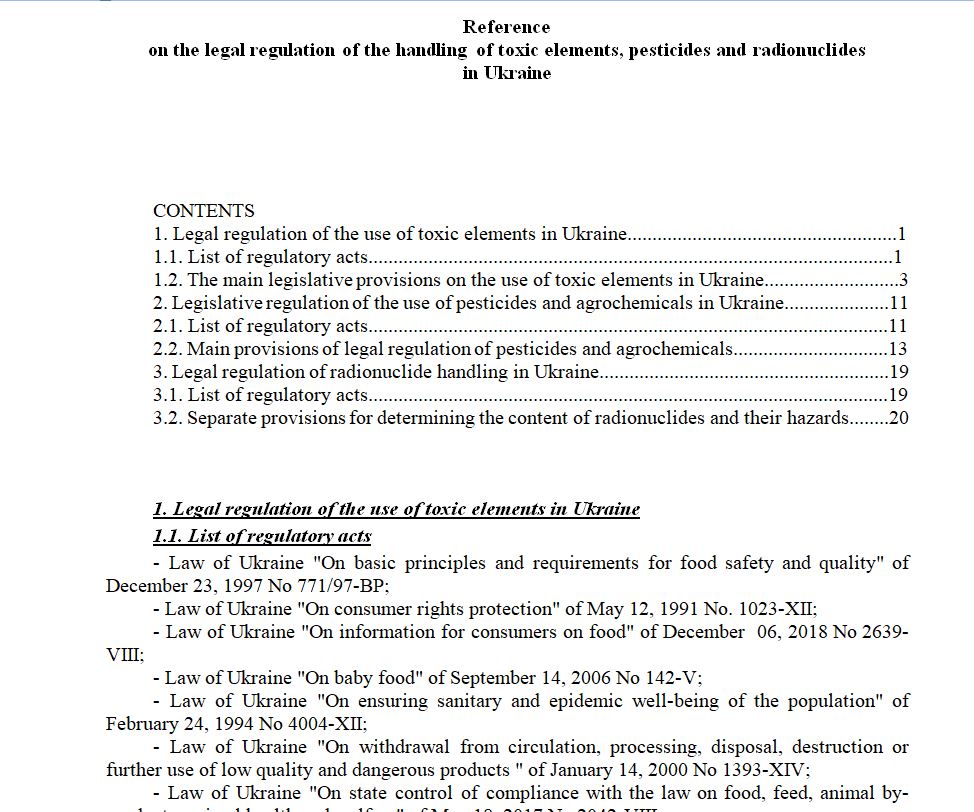 Reference
on the legal regulation of the handling of toxic elements, pesticides and radionuclides
in Ukraine
CONTENTS
1. Legal regulation of the use of toxic elements in Ukraine..........................................................1
1.1. List of regulatory acts..................................................................................................................1
1.2. The main legislative provisions on the use of toxic elements in Ukraine.............................3
2. Legislative regulation of the use of pesticides and agrochemicals in Ukraine.......................11
2.1. List of regulatory acts.................................................................................................................11
2.2. Main provisions of legal regulation of pesticides and agrochemicals..................................13
3. Legal regulation of radionuclide handling in Ukraine...............................................................19
3.1. List of regulatory acts.................................................................................................................19
3.2. Separate provisions for determining the content of radionuclides and their hazards........20
1. Legal regulation of the use of toxic elements in Ukraine
1.1. List of regulatory acts
- Law of Ukraine "On basic principles and requirements for food safety and quality" of
December 23, 1997 No 771/97-ВР;
- Law of Ukraine "On consumer rights protection" of May 12, 1991 No. 1023-XII;
- Law of Ukraine "On information for consumers on food" of December 06, 2018 No 2639-
VIII;
- Law of Ukraine "On baby food" of September 14, 2006 No 142-V;
- Law of Ukraine "On ensuring sanitary and epidemic well-being of the population" of
February 24, 1994 No 4004-XII;
- Law of Ukraine "On withdrawal from circulation, processing, disposal, destruction or
further use of low quality and dangerous products " of January 14, 2000 No 1393-XIV;
- Law of Ukraine "On state control of compliance with the law on food, feed, animal by-